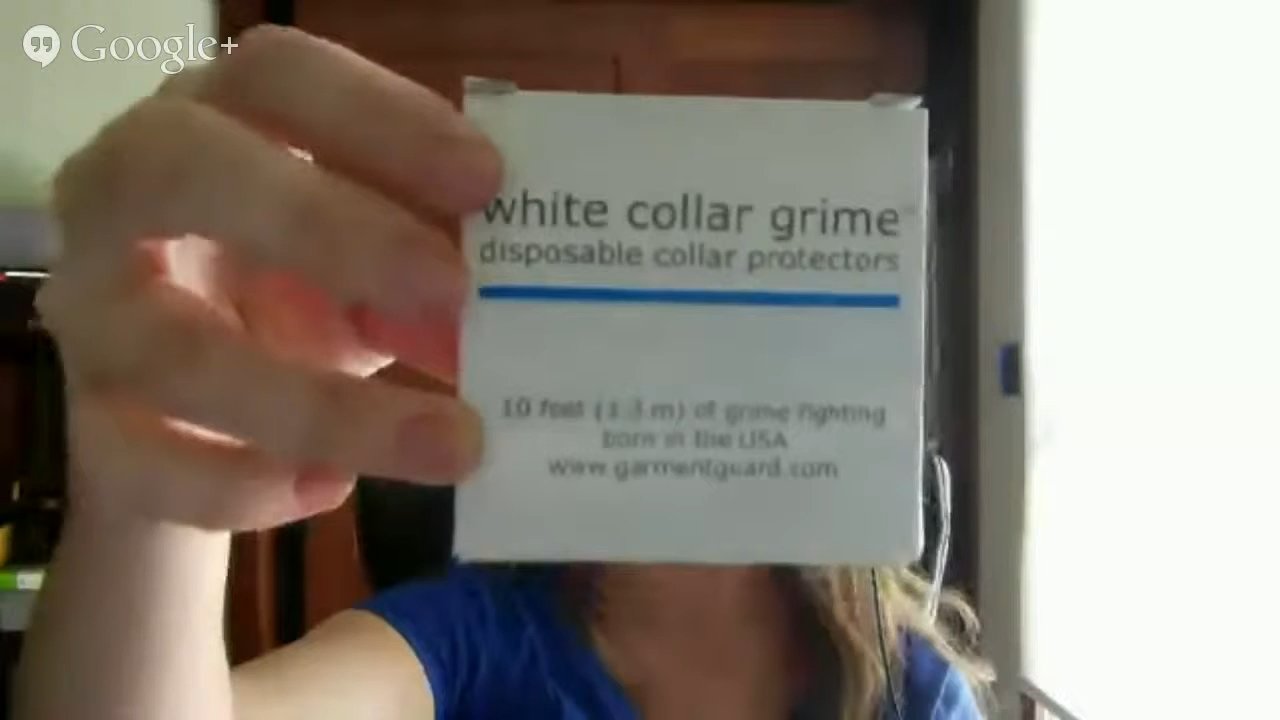 Google+
white collar grime
disposable collar protectors
10 feet (1.3 m) of grime fighting
born in the USA
www.garmentguard.com